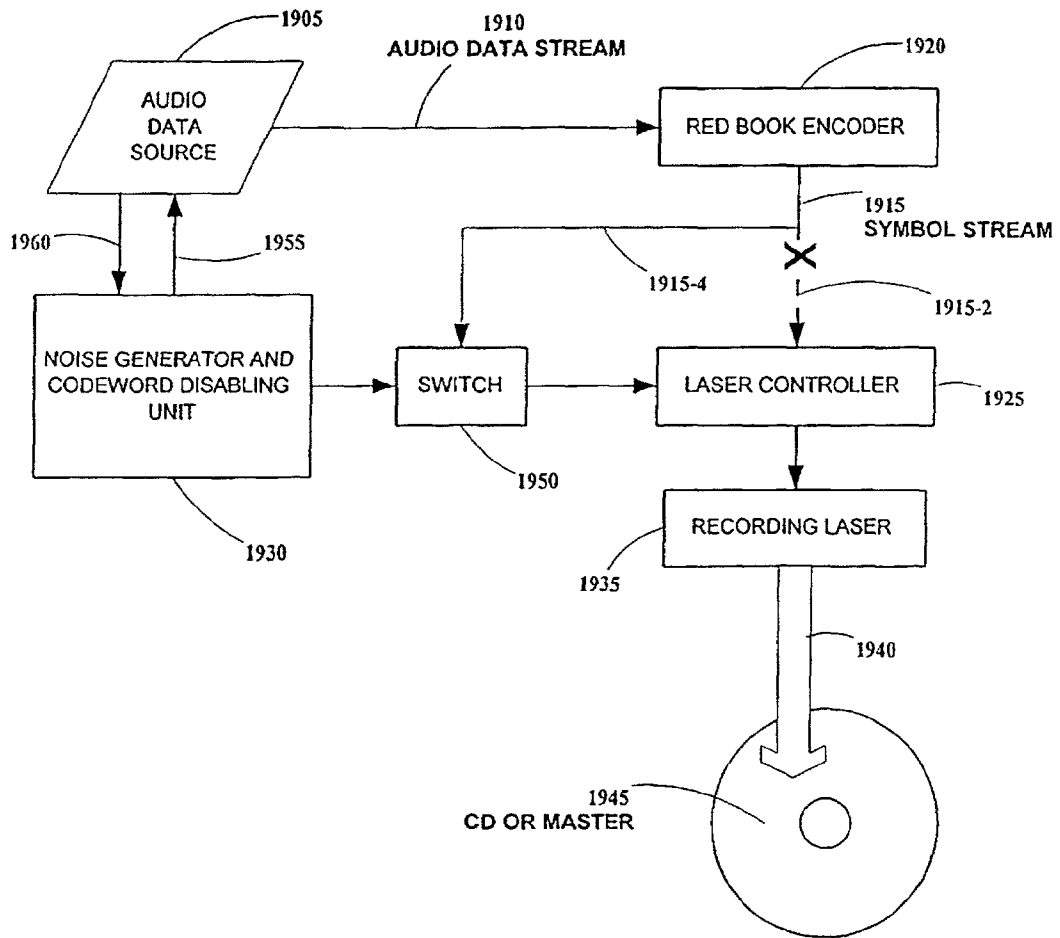 1905
1910
AUDIO DATA STREAM
1920
AUDIO
DATA
SOURCE
RED BOOK ENCODER
1915
SYMBOL STREAM
1960
1955
1915-4
1915-2
NOISE GENERATOR AND
CODEWORD DISABLING
UNIT
SWITCH
LASER CONTROLLER
1925
1950
1930
RECORDING LASER
1935
1940
1945
CD OR MASTER